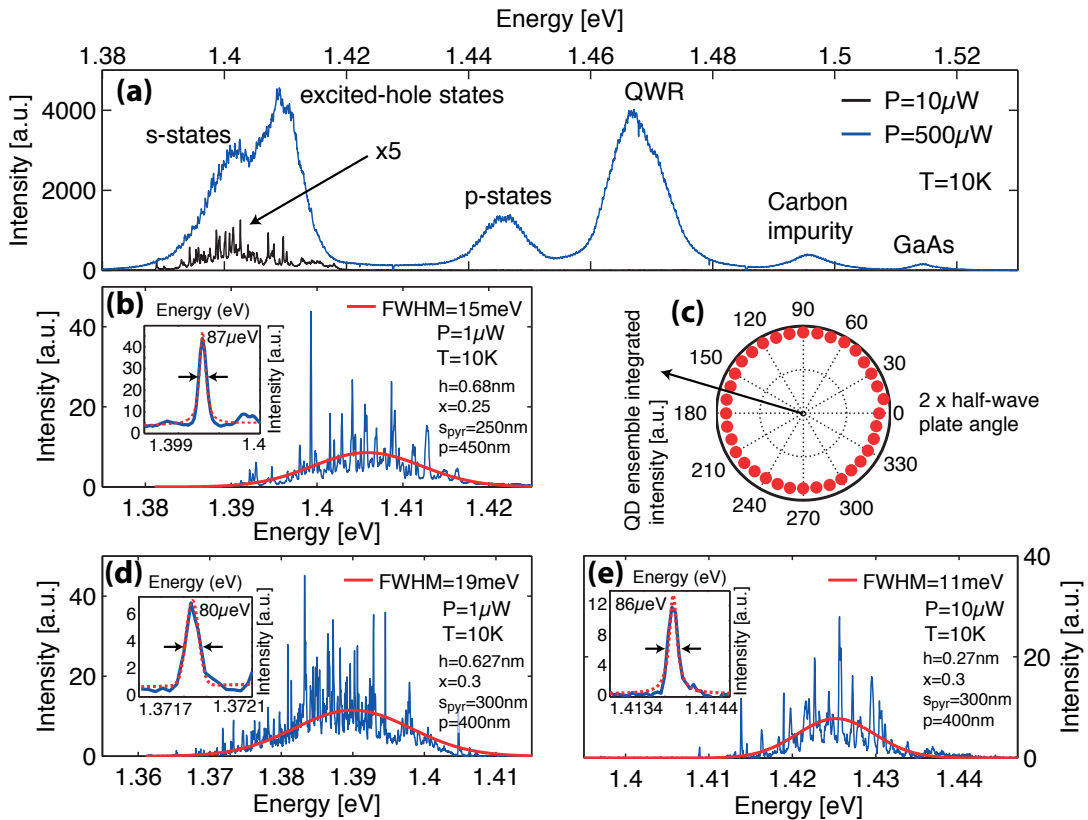 Energy [eV]
1.38 1.4 1.42 1.44 1.46 1.48 1.5 1.52
(a)
excited-hole states
s-states
x5
p-states
QWR
Carbon
impurity
GaAs
P=10μW
P=500μW
T=10K
Intensity [a.u.]
4000
2000
0
(b)
Energy (eV)
87μeV
Intensity [a.u.]
50
40
30
20
10
0
1.399 1.4
FWHM=15meV
P=1μW
T=10K
h=0.68nm
x=0.25
spyr=250nm
p=450nm
Intensity [a.u.]
40
20
0
1.38 1.39 1.4 1.41 1.42
Energy [eV]
(c)
QD ensemble integrated
intensity [a.u.]
90
60
30
0
330
300
270
240
210
180
150
120
2 x half-wave
plate angle
(d)
Energy (eV)
80μeV
Intensity [a.u.]
6
4
2
0
1.3717 1.3721
FWHM=19meV
P=1μW
T=10K
h=0.627nm
x=0.3
spyr=300nm
p=400nm
Intensity [a.u.]
40
20
0
1.36 1.37 1.38 1.39 1.4 1.41
Energy [eV]
(e)
Energy [eV]
86μeV
Intensity [a.u.]
12
8
4
0
1.4134 1.4144
FWHM=11meV
P=10μW
T=10K
h=0.27nm
x=0.3
spyr=300nm
p=400nm
40
20
0
Intensity [a.u.]
1.4 1.41 1.42 1.43 1.44
Energy [eV]